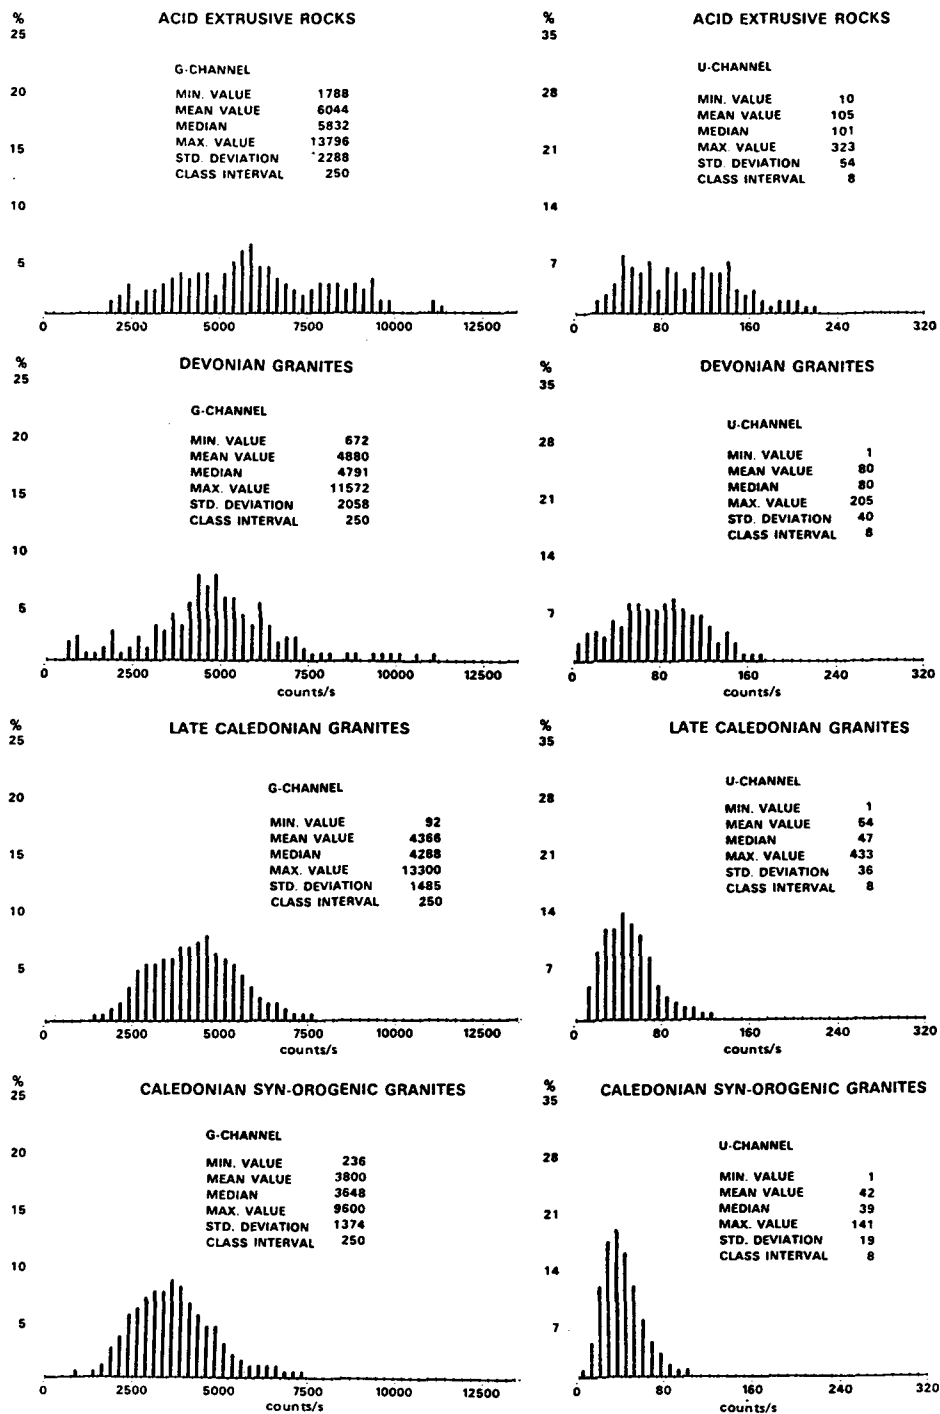 % ACID EXTRUSIVE ROCKS
25
G-CHANNEL
20
MIN. VALUE 1788
MEAN VALUE 6044
MEDIAN 5832
MAX. VALUE 13796
STD. DEVIATION 2288
CLASS INTERVAL 250
15
10
5
0 2500 5000 7500 10000 12500
% ACID EXTRUSIVE ROCKS
35
U-CHANNEL
28
MIN. VALUE 10
MEAN VALUE 105
MEDIAN 101
MAX. VALUE 323
STD. DEVIATION 54
CLASS INTERVAL 8
21
14
7
0 80 160 240 320
% DEVONIAN GRANITES
25
G-CHANNEL
20
MIN. VALUE 672
MEAN VALUE 4880
MEDIAN 4791
MAX. VALUE 11572
STD. DEVIATION 2058
CLASS INTERVAL 250
15
10
5
0 2500 5000 7500 10000 12500
counts/s
% DEVONIAN GRANITES
35
U-CHANNEL
28
MIN. VALUE 1
MEAN VALUE 80
MEDIAN 80
MAX. VALUE 205
STD. DEVIATION 40
CLASS INTERVAL 8
21
14
7
0 80 160 240 320
counts/s
% LATE CALEDONIAN GRANITES
25
G-CHANNEL
20
MIN. VALUE 92
MEAN VALUE 4366
MEDIAN 4288
MAX. VALUE 13300
STD. DEVIATION 1485
CLASS INTERVAL 250
15
10
5
0 2500 5000 7500 10000 12500
counts/s
% LATE CALEDONIAN GRANITES
35
U-CHANNEL
28
MIN. VALUE 1
MEAN VALUE 54
MEDIAN 47
MAX. VALUE 433
STD. DEVIATION 36
CLASS INTERVAL 8
21
14
7
0 80 160 240 320
counts/s
% CALEDONIAN SYN-OROGENIC GRANITES
25
G-CHANNEL
20
MIN. VALUE 236
MEAN VALUE 3800
MEDIAN 3648
MAX. VALUE 9600
STD. DEVIATION 1374
CLASS INTERVAL 250
15
10
5
0 2500 5000 7500 10000 12500
counts/s
% CALEDONIAN SYN-OROGENIC GRANITES
35
U-CHANNEL
28
MIN. VALUE 1
MEAN VALUE 42
MEDIAN 39
MAX. VALUE 141
STD. DEVIATION 19
CLASS INTERVAL 8
21
14
7
0 80 160 240 320
counts/s